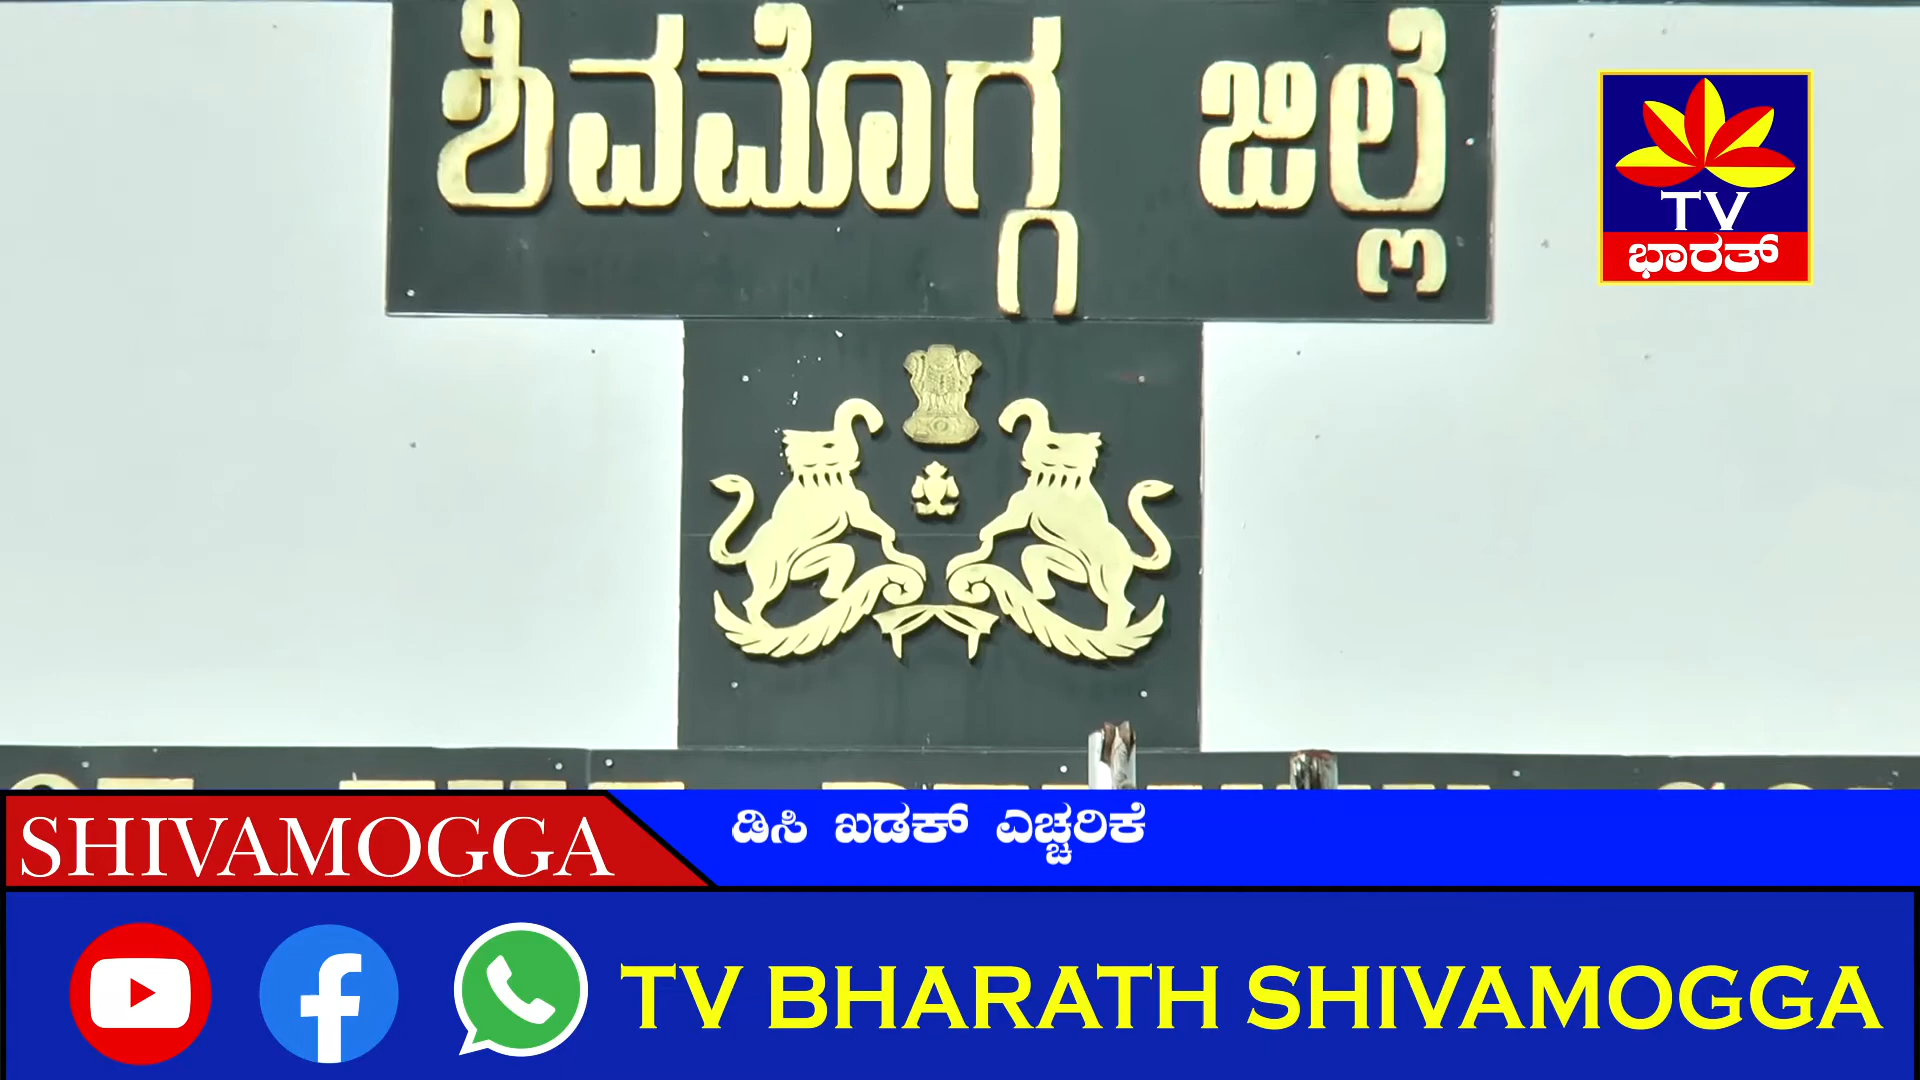 ಶಿವಮೊಗ್ಗ ಜಿಲ್ಲೆ
TV
ಭಾರತ್
SHIVAMOGGA
ಡಿಸಿ ಖಡಕ್ ಎಚ್ಚರಿಕೆ
TV BHARATH SHIVAMOGGA